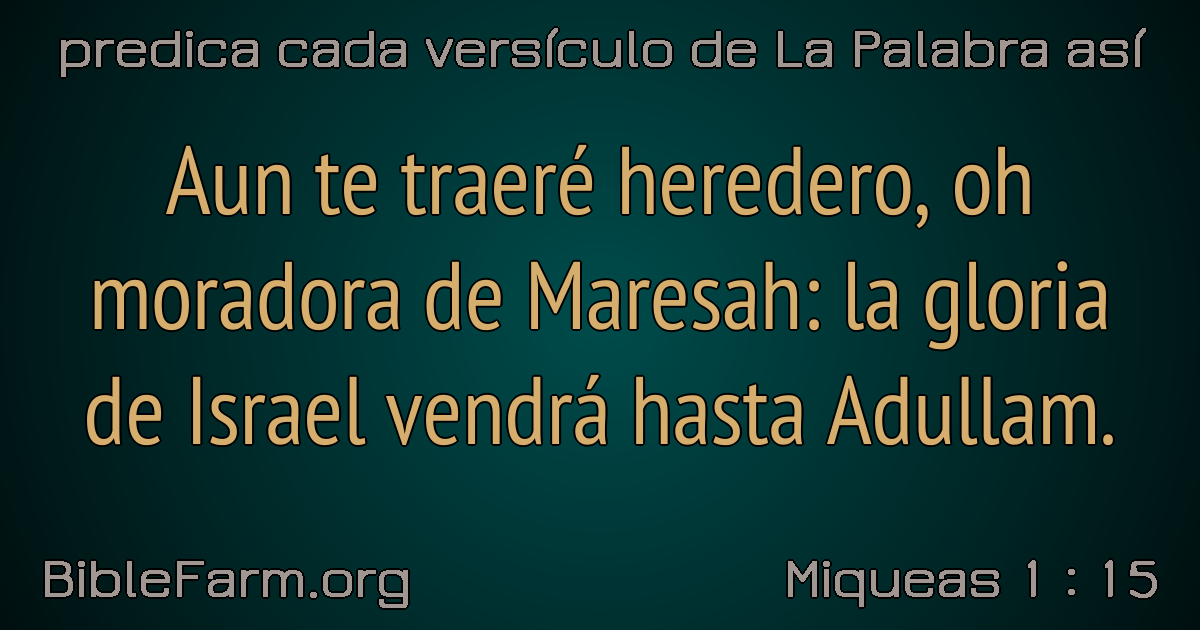 predica cada versículo de La Palabra así
Aun te traeré heredero, oh
moradora de Maresah: la gloria
de Israel vendrá hasta Adullam.
BibleFarm.org
Miqueas 1 : 15